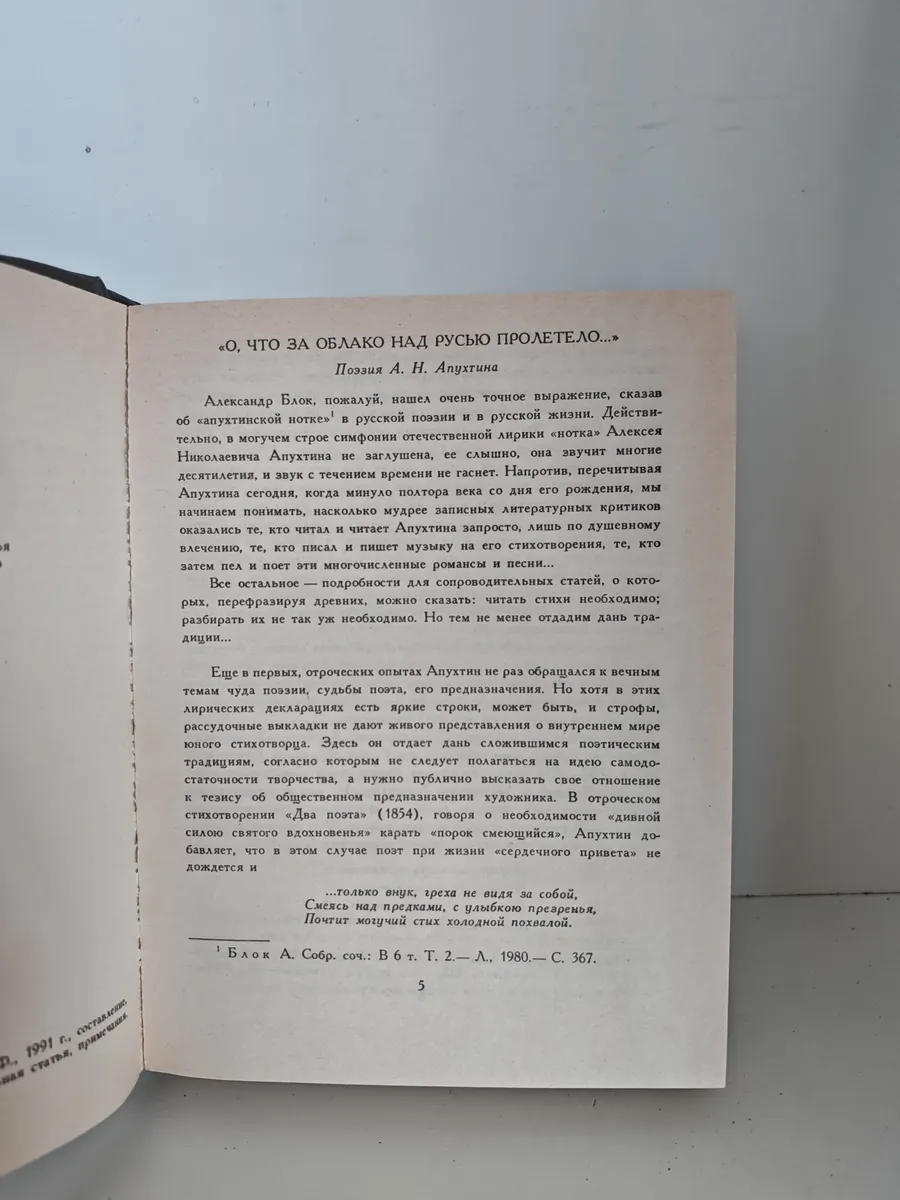 «О, ЧТО ЗА ОБЛАКО НАД РУСЬЮ ПРОЛЕТЕЛО...»
Поэзия А. Н. Апухтина
Александр Блок, пожалуй, нашел очень точное выражение, сказав
об «апухтинской нотке»¹ в русской поэзии и в русской жизни. Действи-
тельно, в могучем строе симфонии отечественной лирики «нотка» Алексея
Николаевича Апухтина не заглушена, ее слышно, она звучит многие
десятилетия, и звук с течением времени не гаснет. Напротив, перечитывая
Апухтина сегодня, когда минуло полтора века со дня его рождения, мы
начинаем понимать, насколько мудрее записных литературных критиков
оказались те, кто читал и читает Апухтина запросто, лишь по душевному
влечению, те, кто писал и пишет музыку на его стихотворения, те, кто
затем пел и поет эти многочисленные романсы и песни...
Все остальное — подробности для сопроводительных статей, о кото-
рых, перефразируя древних, можно сказать: читать стихи необходимо;
разбирать их не так уж необходимо. Но тем не менее отдадим дань тра-
диции...
Еще в первых, отроческих опытах Апухтин не раз обращался к вечным
темам чуда поэзии, судьбы поэта, его предназначения. Но хотя в этих
лирических декларациях есть яркие строки, может быть, и строфы,
рассудочные выкладки не дают живого представления о внутреннем мире
юного стихотворца. Здесь он отдает дань сложившимся поэтическим
традициям, согласно которым не следует полагаться на идею самодо-
статочности творчества, а нужно публично высказать свое отношение
к тезису об общественном предназначении художника. В отроческом
стихотворении «Два поэта» (1854), говоря о необходимости «дивной
силою святого вдохновенья» карать «порок смеющийся», Апухтин до-
бавляет, что в этом случае поэт при жизни «сердечного привета» не
дождется и
...только внук, греха не видя за собой,
Смеясь над предками, с улыбкою презренья,
Почтит могучий стих холодной похвалой.
¹ Блок А. Собр. соч.: В 6 т. Т. 2.— Л., 1980.— С. 367.
5
1991 г., составление,
статья, примечания.